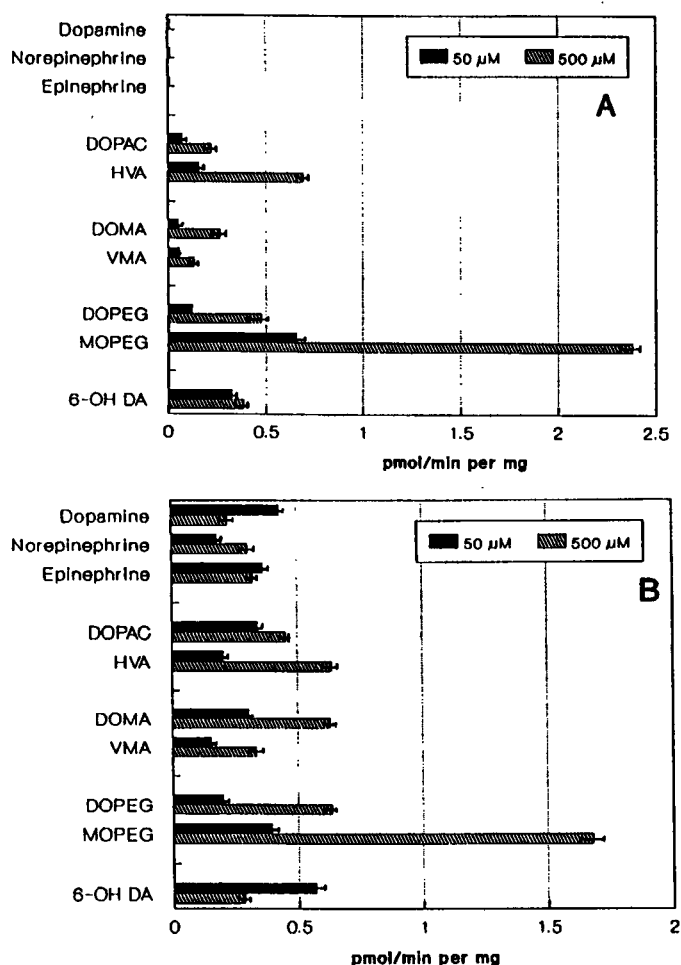 Dopamine
Norepinephrine
Epinephrine
50 µM 500 µM
A
DOPAC
HVA
DOMA
VMA
DOPEG
MOPEG
6-OH DA
0 0.5 1 1.5 2 2.5
pmol/min per mg
Dopamine
Norepinephrine
Epinephrine
50 µM 500 µM
B
DOPAC
HVA
DOMA
VMA
DOPEG
MOPEG
6-OH DA
0 0.5 1 1.5 2
pmol/min per mg